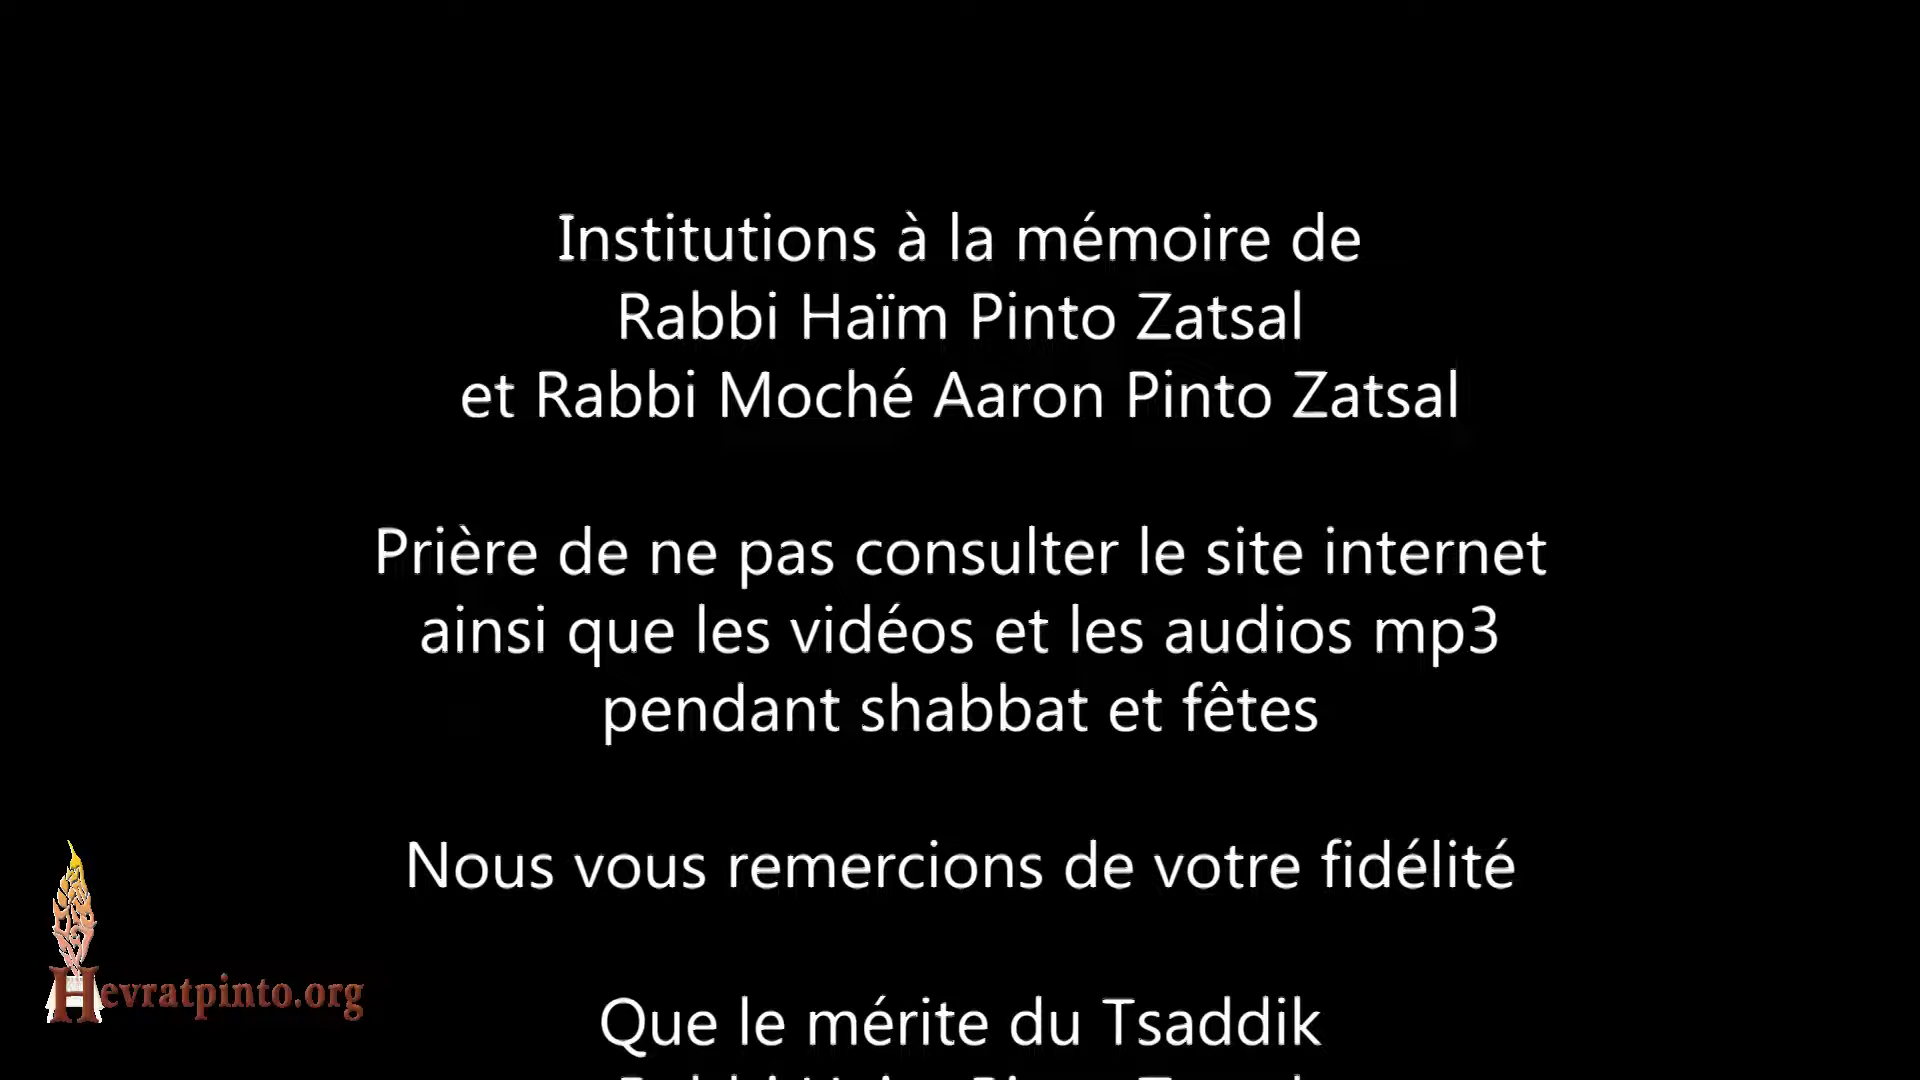 Institutions à la mémoire de
Rabbi Haïm Pinto Zatsal
et Rabbi Moché Aaron Pinto Zatsal
Prière de ne pas consulter le site internet
ainsi que les vidéos et les audios mp3
pendant shabbat et fêtes
Nous vous remercions de votre fidélité
Hevratpinto.org
Que le mérite du Tsaddik